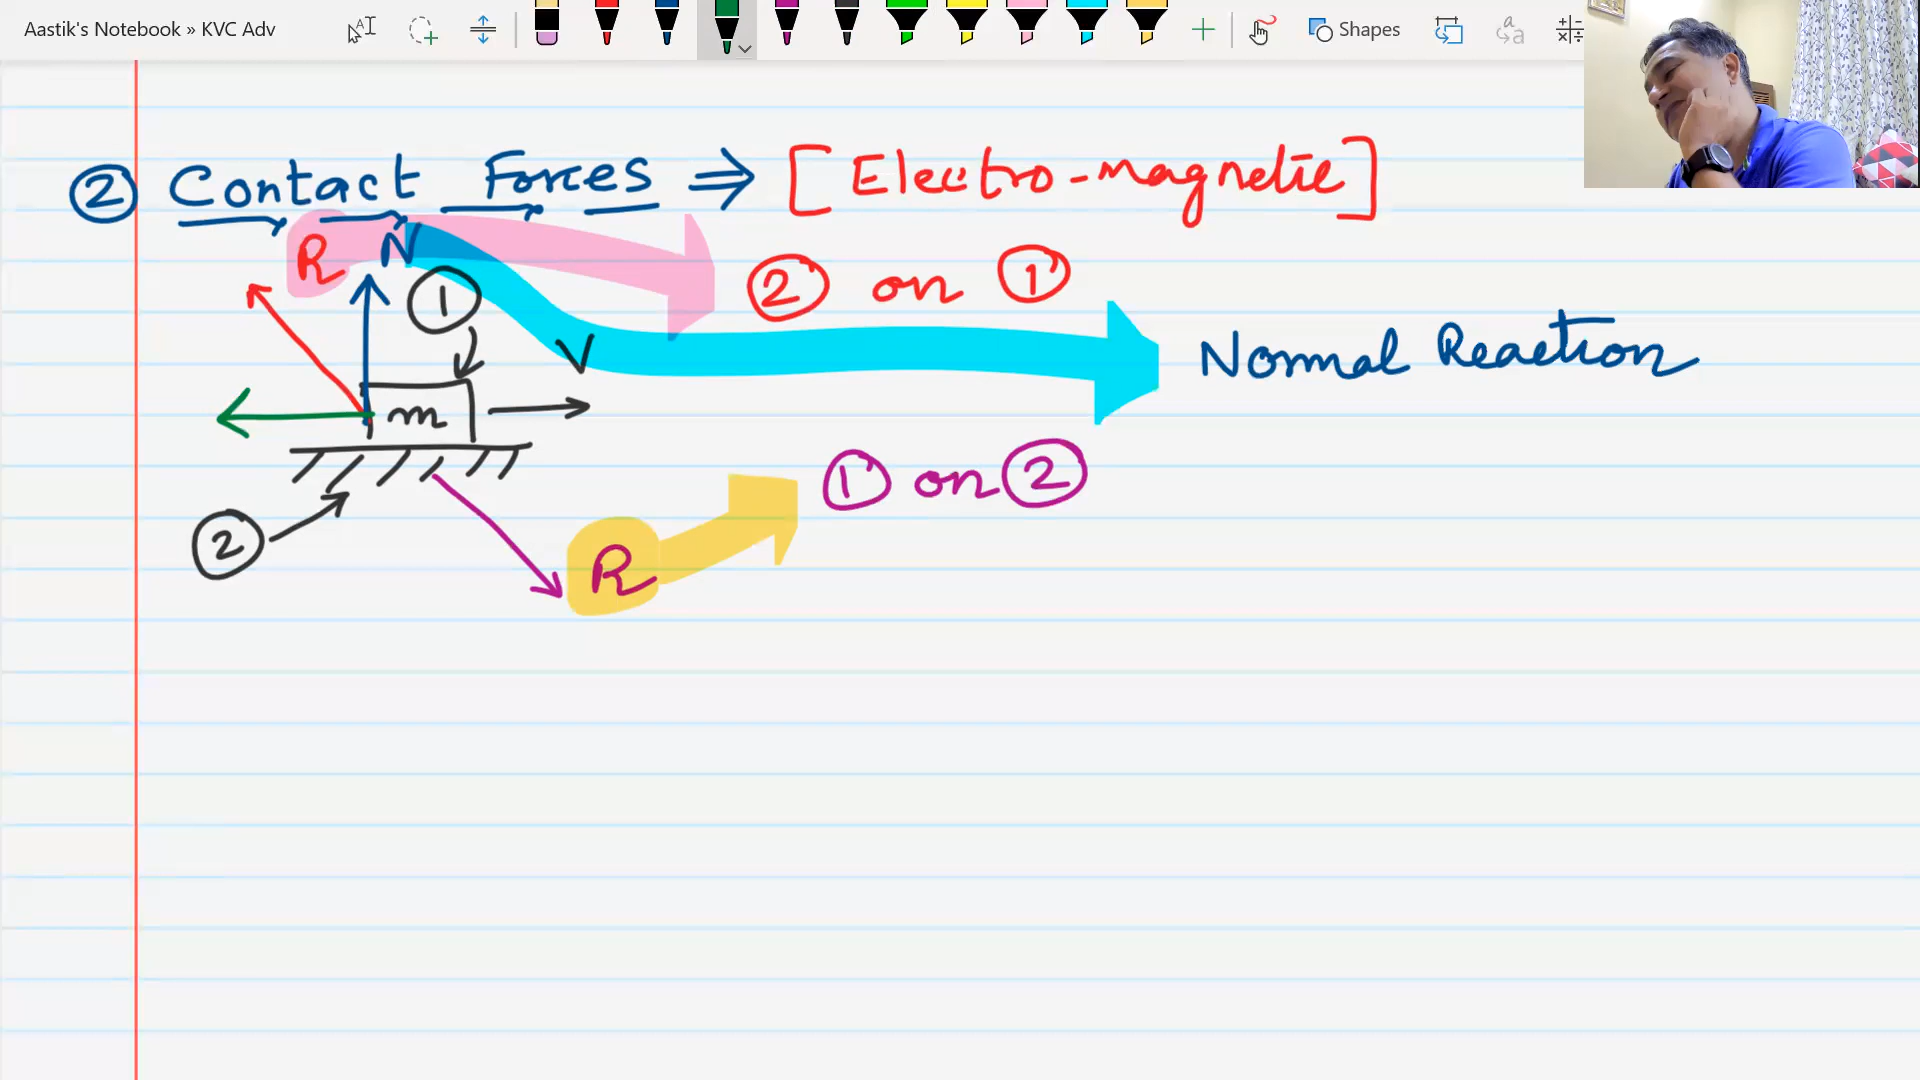 Aastik's Notebook » KVC Adv
Shapes
② Contact Forces ⇒ [Electro-magnetic]
R N
① ② on ①
V Normal Reaction
m
① on ②
②
R